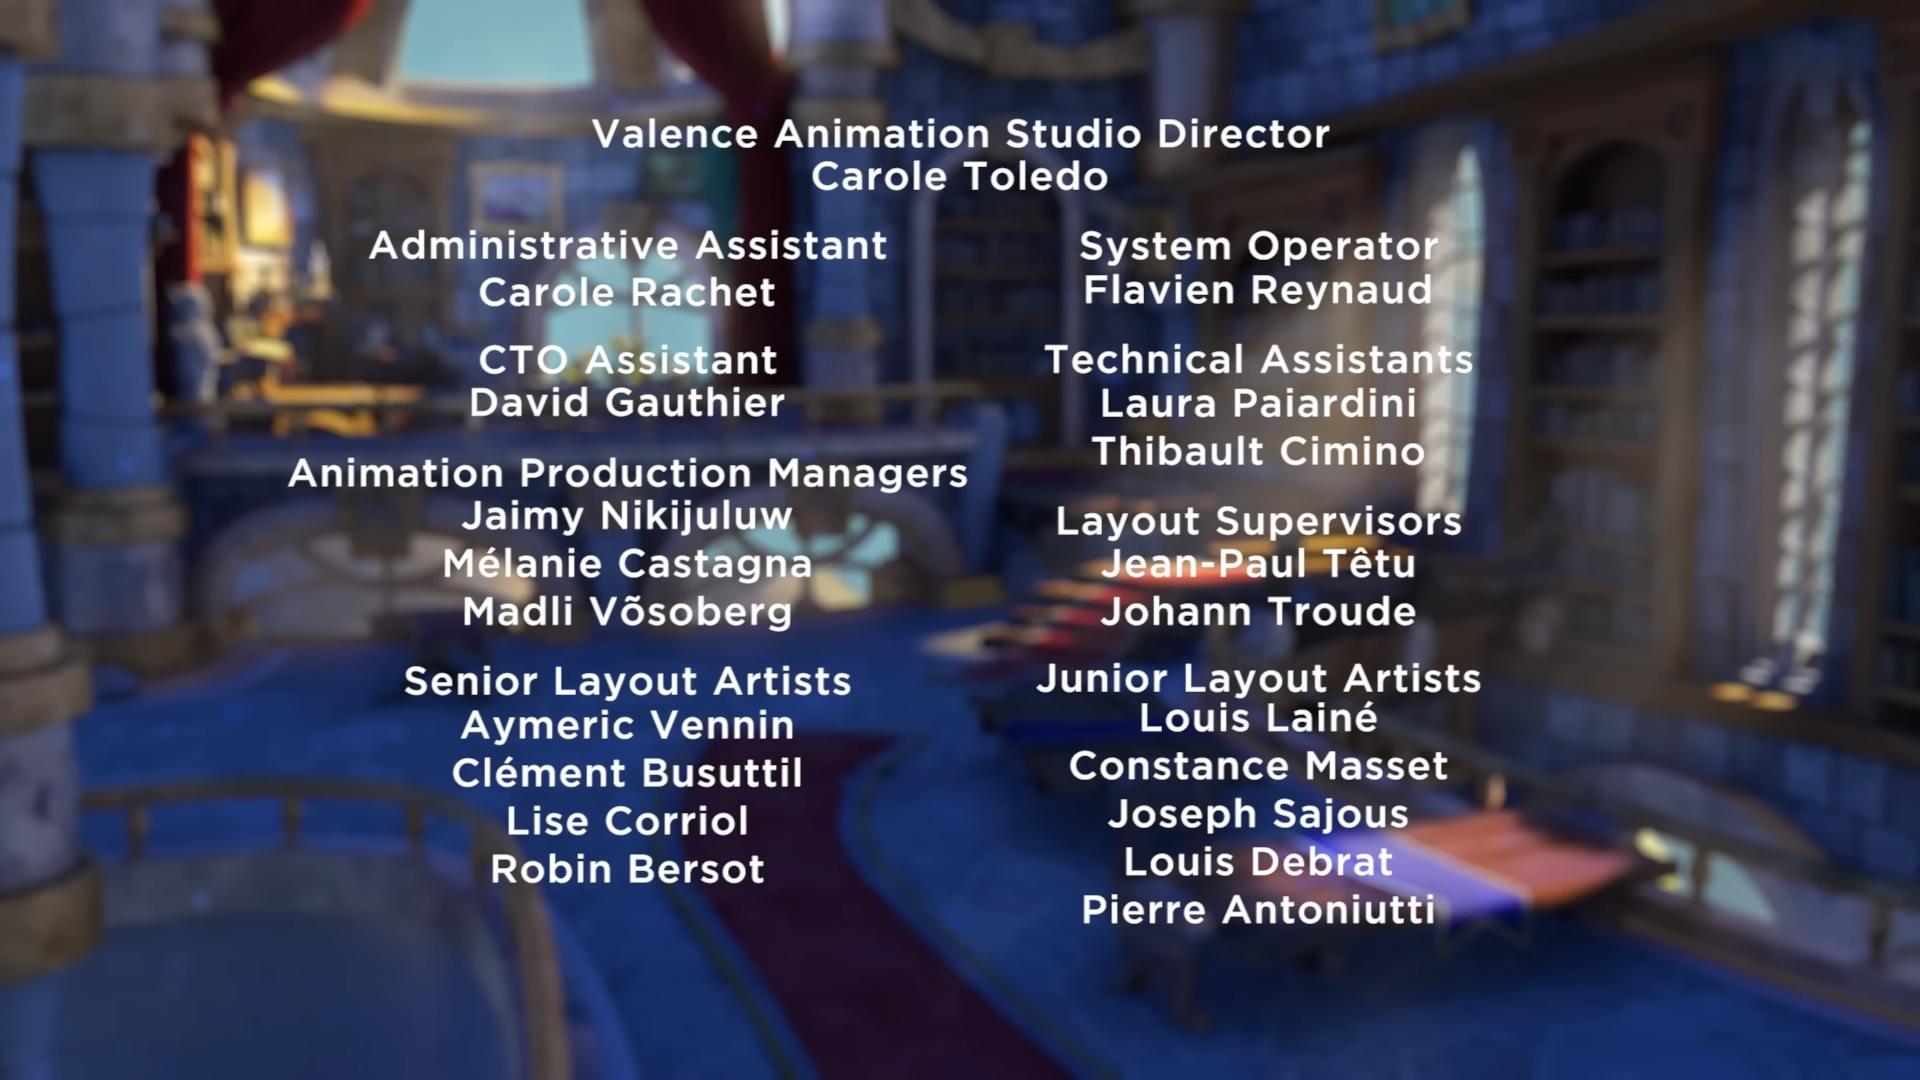 Valence Animation Studio Director
Carole Toledo
Administrative Assistant
Carole Rachet
CTO Assistant
David Gauthier
Animation Production Managers
Jaimy Nikijuluw
Mélanie Castagna
Madli Võsoberg
Senior Layout Artists
Aymeric Vennin
Clément Busuttil
Lise Corriol
Robin Bersot
System Operator
Flavien Reynaud
Technical Assistants
Laura Paiardini
Thibault Cimino
Layout Supervisors
Jean-Paul Têtu
Johann Troude
Junior Layout Artists
Louis Lainé
Constance Masset
Joseph Sajous
Louis Debrat
Pierre Antoniutti